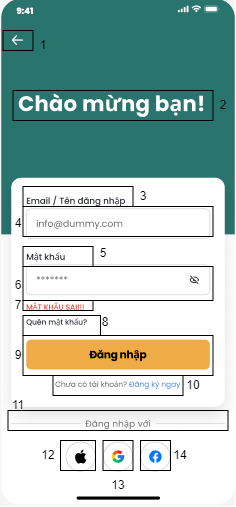 9:41
1
Chào mừng bạn! 2
Email / Tên đăng nhập 3
4 info@dummy.com
Mật khẩu 5
6 *******
7 MẬT KHẨU SAI!!!
Quên mật khẩu? 8
9 Đăng nhập
Chưa có tài khoản? Đăng ký ngay 10
11
Đăng nhập với
12 14
13